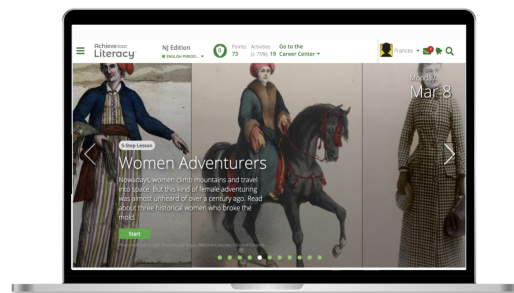 Achieve3000
Literacy
NJ Edition
ENGLISH PERIOD...
Points
73
Activities
(≥ 75%): 19
Go to the
Career Center
Frances
Monday,
Mar 8
5-Step Lesson
Women Adventurers
Nowadays, women climb mountains and travel
into space. But this kind of female adventuring
was almost unheard of over a century ago. Read
about three historical women who broke the
mold.
Start